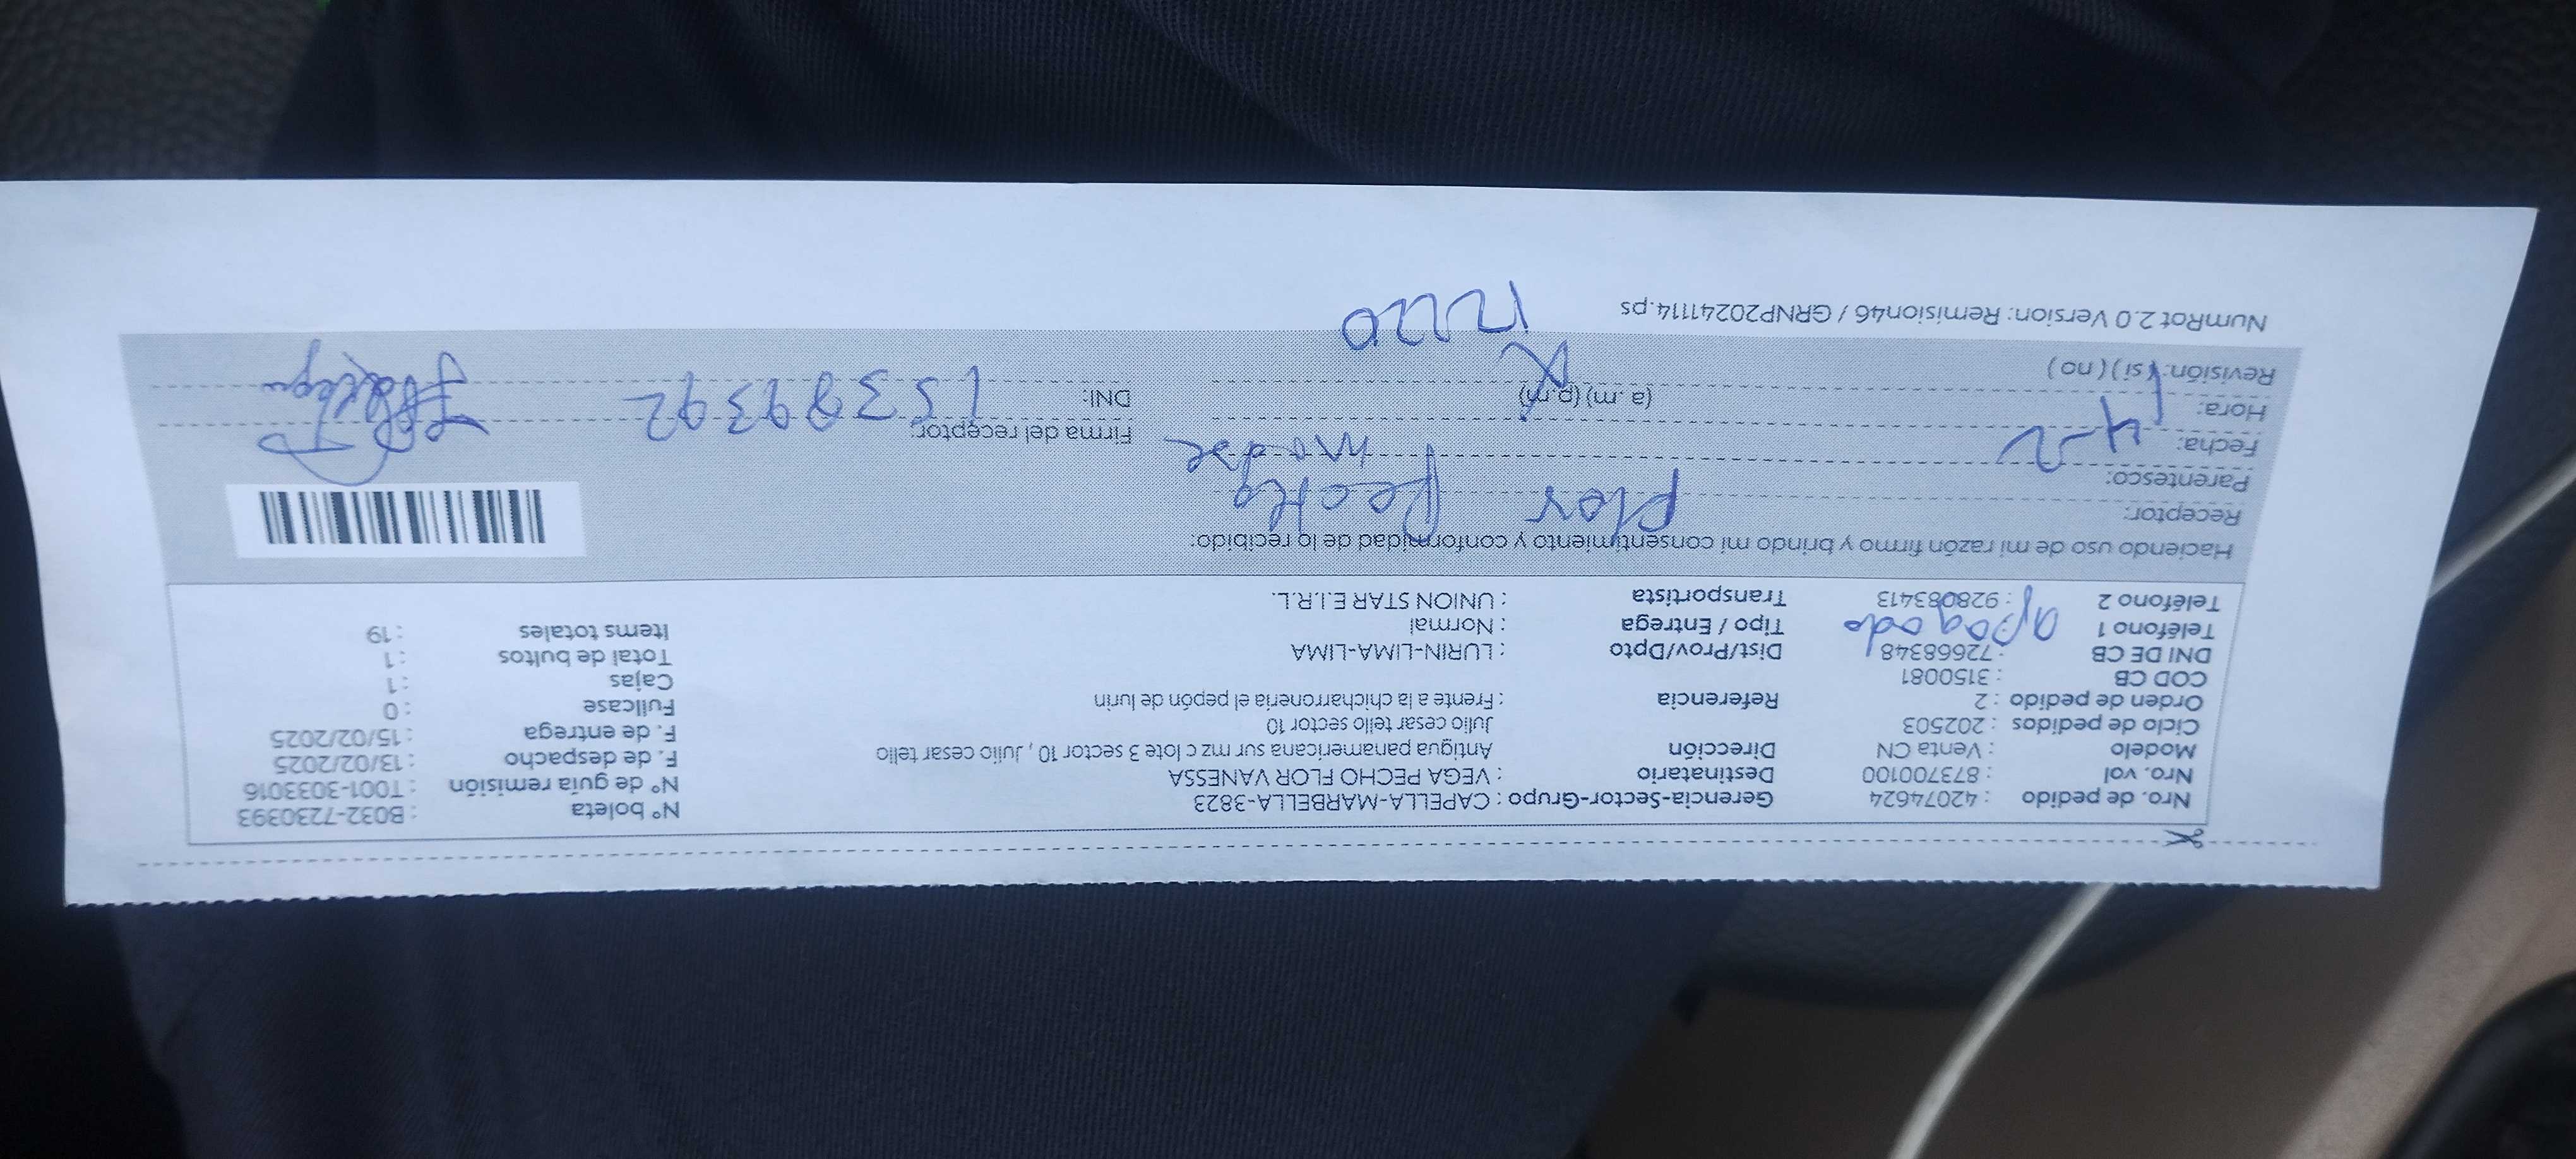 Nro. de pedido : 42074624 Gerencia-Sector-Grupo : CAPELLA-MARBELLA-3823 N° boleta : B032-7230393
Nro. vol : 873700100 Destinatario : VEGA PECHO FLOR VANESSA N° de guía remisión : T001-3033016
Modelo : Venta CN Dirección Antigua panamericana sur mz c lote 3 sector 10 , Julio cesar tello F. de despacho : 13/02/2025
Ciclo de pedidos : 202503 Julio cesar tello sector 10 F. de entrega : 15/02/2025
Orden de pedido : 2 Referencia : Frente a la chicharronería el pepón de lurin Fullcase : 0
COD CB : 3150081 Cajas : 1
DNI DE CB : 72668348 Dist/Prov/Dpto : LURIN-LIMA-LIMA Total de bultos : 1
Teléfono 1 apagado Tipo / Entrega : Normal Items totales : 19
Teléfono 2 : 928083413 Transportista : UNION STAR E.I.R.L.
Haciendo uso de mi razón firmo y brindo mi consentimiento y conformidad de lo recibido:
Receptor: Flor Pecho
Parentesco: madre
Fecha: 14-2 Firma del receptor:
Hora: (a.m) (p.m) DNI: 15379392
Revisión: ( si ) ( no )
NumRot 2.0 Version: Remision46 / GRNP20241114.ps